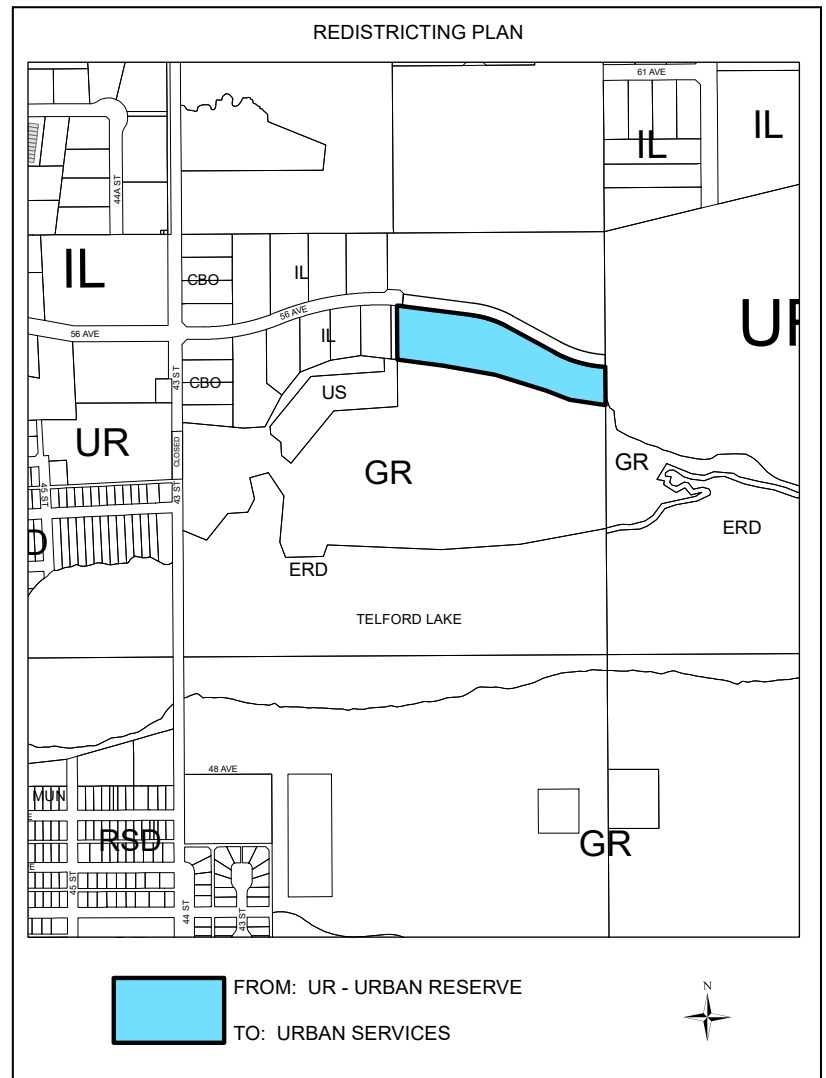 REDISTRICTING PLAN
61 AVE
IL
IL
44A ST
IL
CBO
IL
56 AVE
IL
56 AVE
43 ST
CBO
US
UR
CLOSED
GR
GR
45 ST
43 ST
D
ERD
ERD
TELFORD LAKE
48 AVE
MUN
E
RSD
GR
E
45 ST
44 ST
43 ST
FROM: UR - URBAN RESERVE
TO: URBAN SERVICES
N